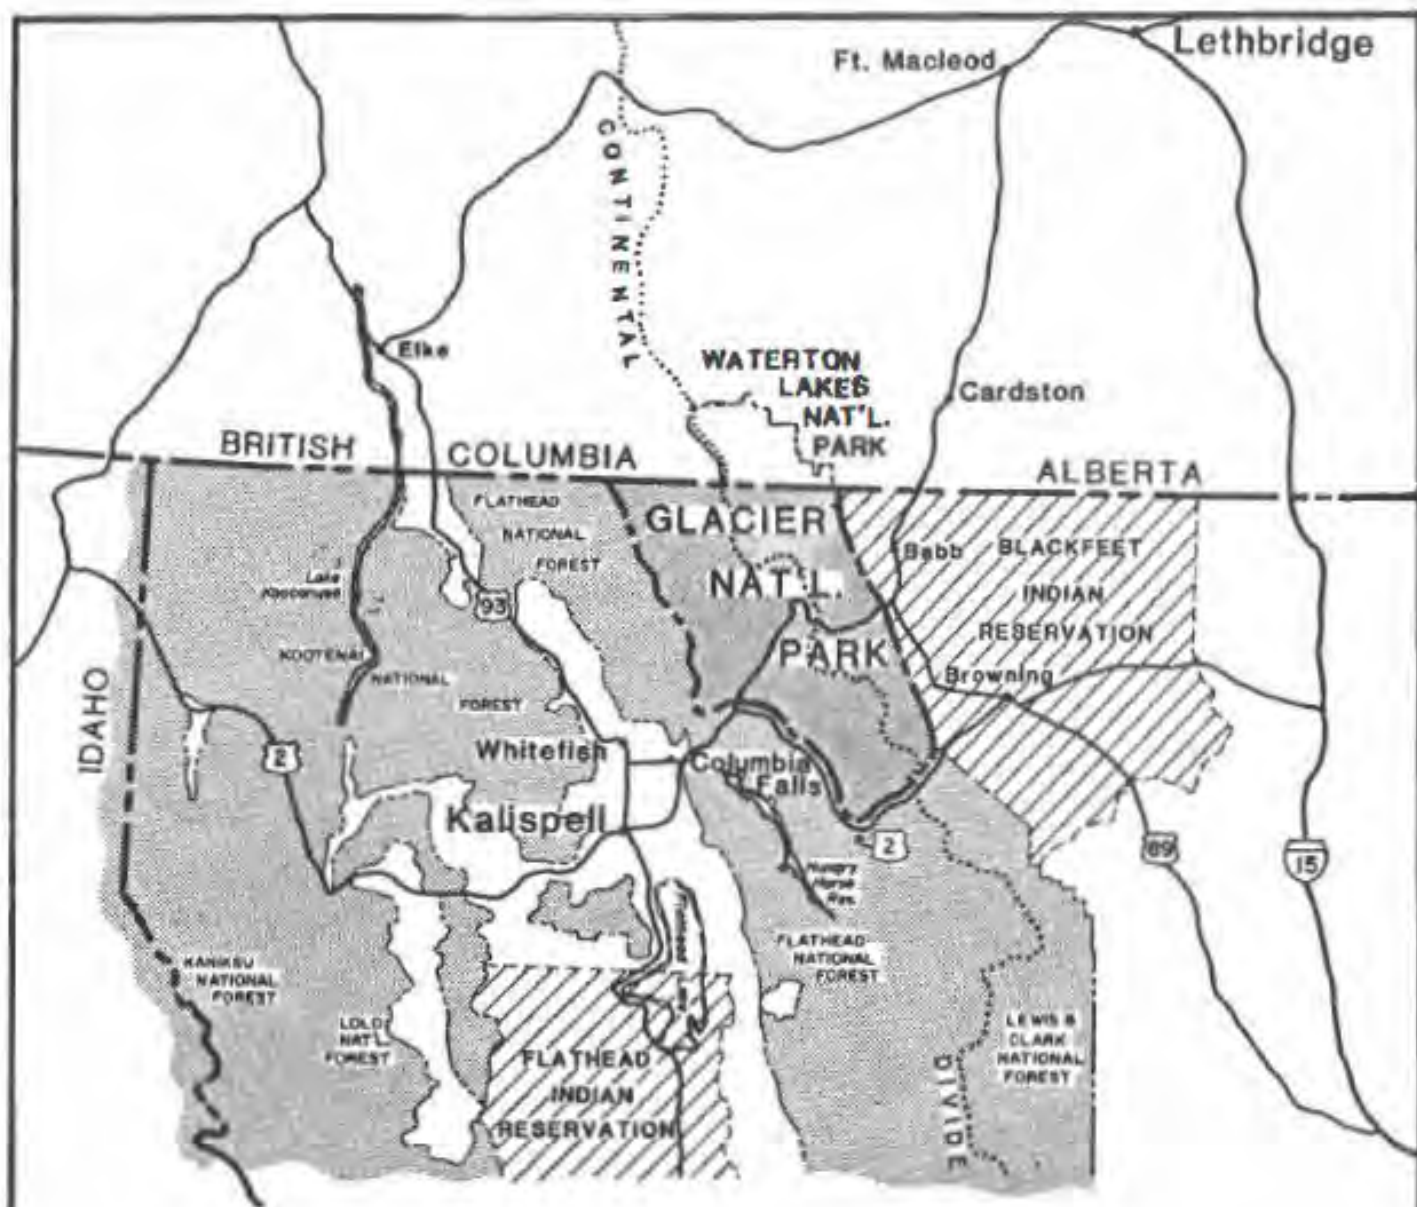 Lethbridge
Ft. Macleod
CONTINENTAL
Elke
WATERTON
LAKES
NAT'L.
PARK
Cardston
BRITISH COLUMBIA
ALBERTA
FLATHEAD
NATIONAL
FOREST
GLACIER
NAT'L.
PARK
Babb
BLACKFEET
INDIAN
RESERVATION
Lake
Koocanusa
93
KOOTENAI
NATIONAL
FOREST
IDAHO
Browning
2
Whitefish
Columbia
Falls
Kalispell
2
89
15
Hungry
Horse
Res.
Flathead Lake
FLATHEAD
NATIONAL
FOREST
KANIKSU
NATIONAL
FOREST
LOLO
NAT'L.
FOREST
LEWIS &
CLARK
NATIONAL
FOREST
FLATHEAD
INDIAN
RESERVATION
DIVIDE